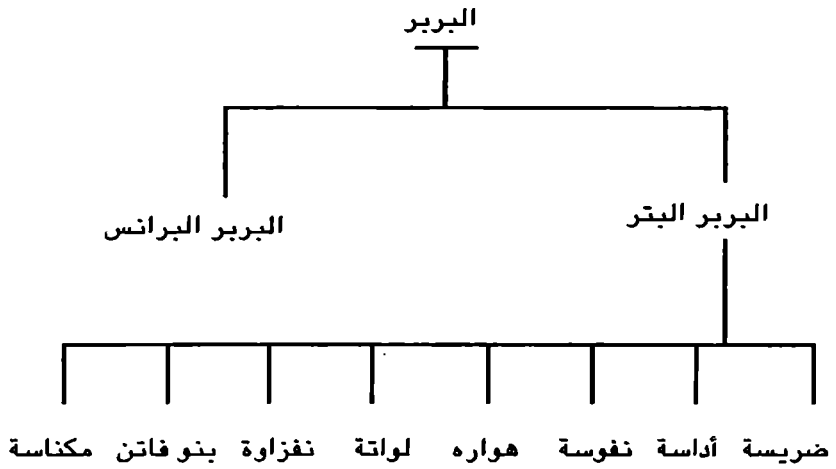 البربر
البربر البتر
البربر البرانس
ضريسة أداسة نفوسة هواره لواتة نفزاوة بنو فاتن مكناسة